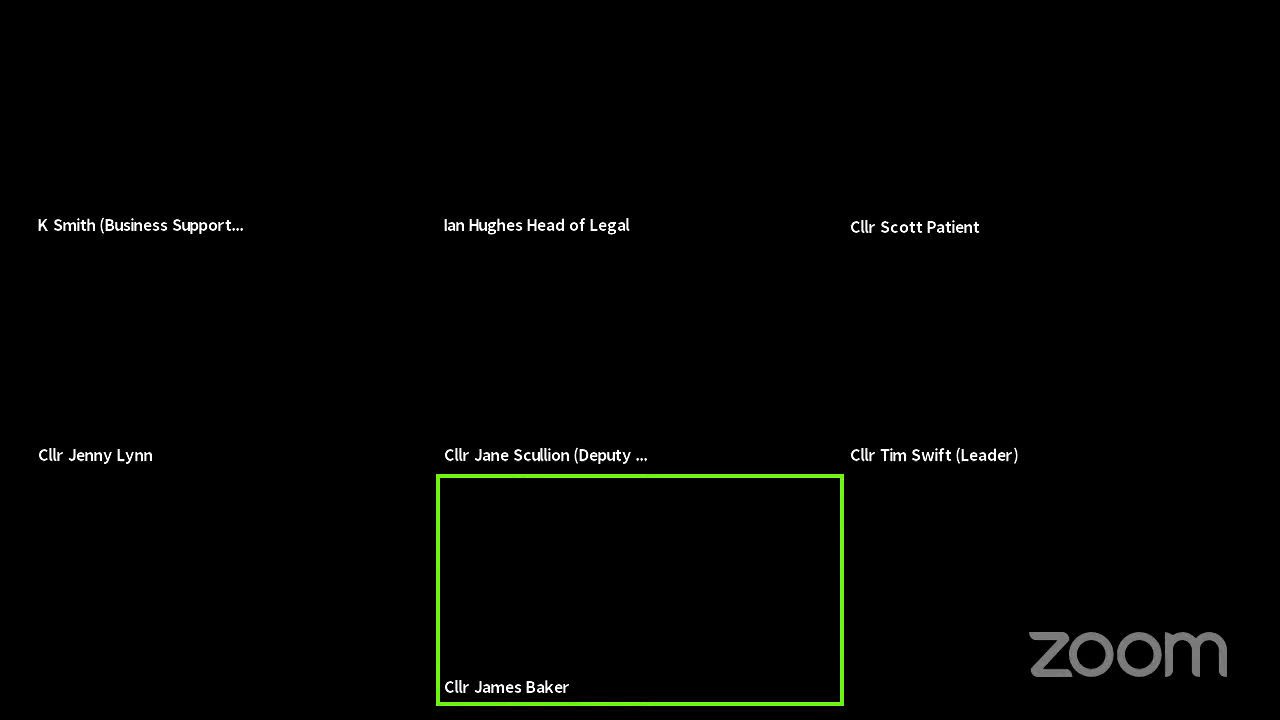 K Smith (Business Support...
Ian Hughes Head of Legal
Cllr Scott Patient
Cllr Jenny Lynn
Cllr Jane Scullion (Deputy ...
Cllr Tim Swift (Leader)
Cllr James Baker
zoom